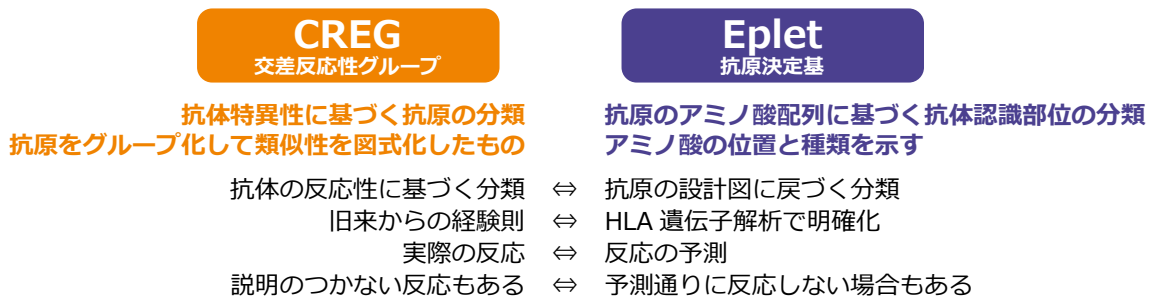 CREG
交差反応性グループ
Eplet
抗原決定基
抗体特異性に基づく抗原の分類
抗原をグループ化して類似性を図式化したもの
抗原のアミノ酸配列に基づく抗体認識部位の分類
アミノ酸の位置と種類を示す
抗体の反応性に基づく分類 ⇔ 抗原の設計図に戻づく分類
旧来からの経験則 ⇔ HLA 遺伝子解析で明確化
実際の反応 ⇔ 反応の予測
説明のつかない反応もある ⇔ 予測通りに反応しない場合もある